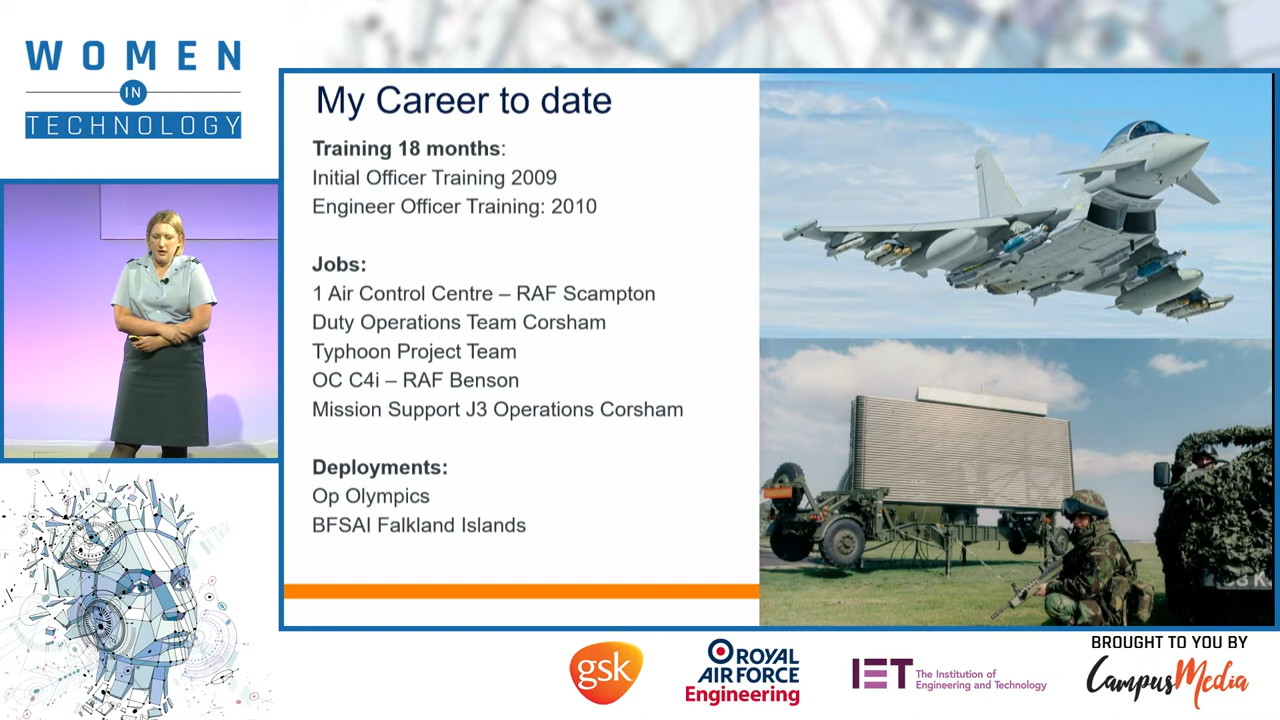 WOMEN
IN
TECHNOLOGY
My Career to date
Training 18 months:
Initial Officer Training 2009
Engineer Officer Training: 2010
Jobs:
1 Air Control Centre – RAF Scampton
Duty Operations Team Corsham
Typhoon Project Team
OC C4i – RAF Benson
Mission Support J3 Operations Corsham
Deployments:
Op Olympics
BFSAI Falkland Islands
gsk
ROYAL
AIR FORCE
Engineering
IET The Institution of
Engineering and Technology
BROUGHT TO YOU BY
CampusMedia